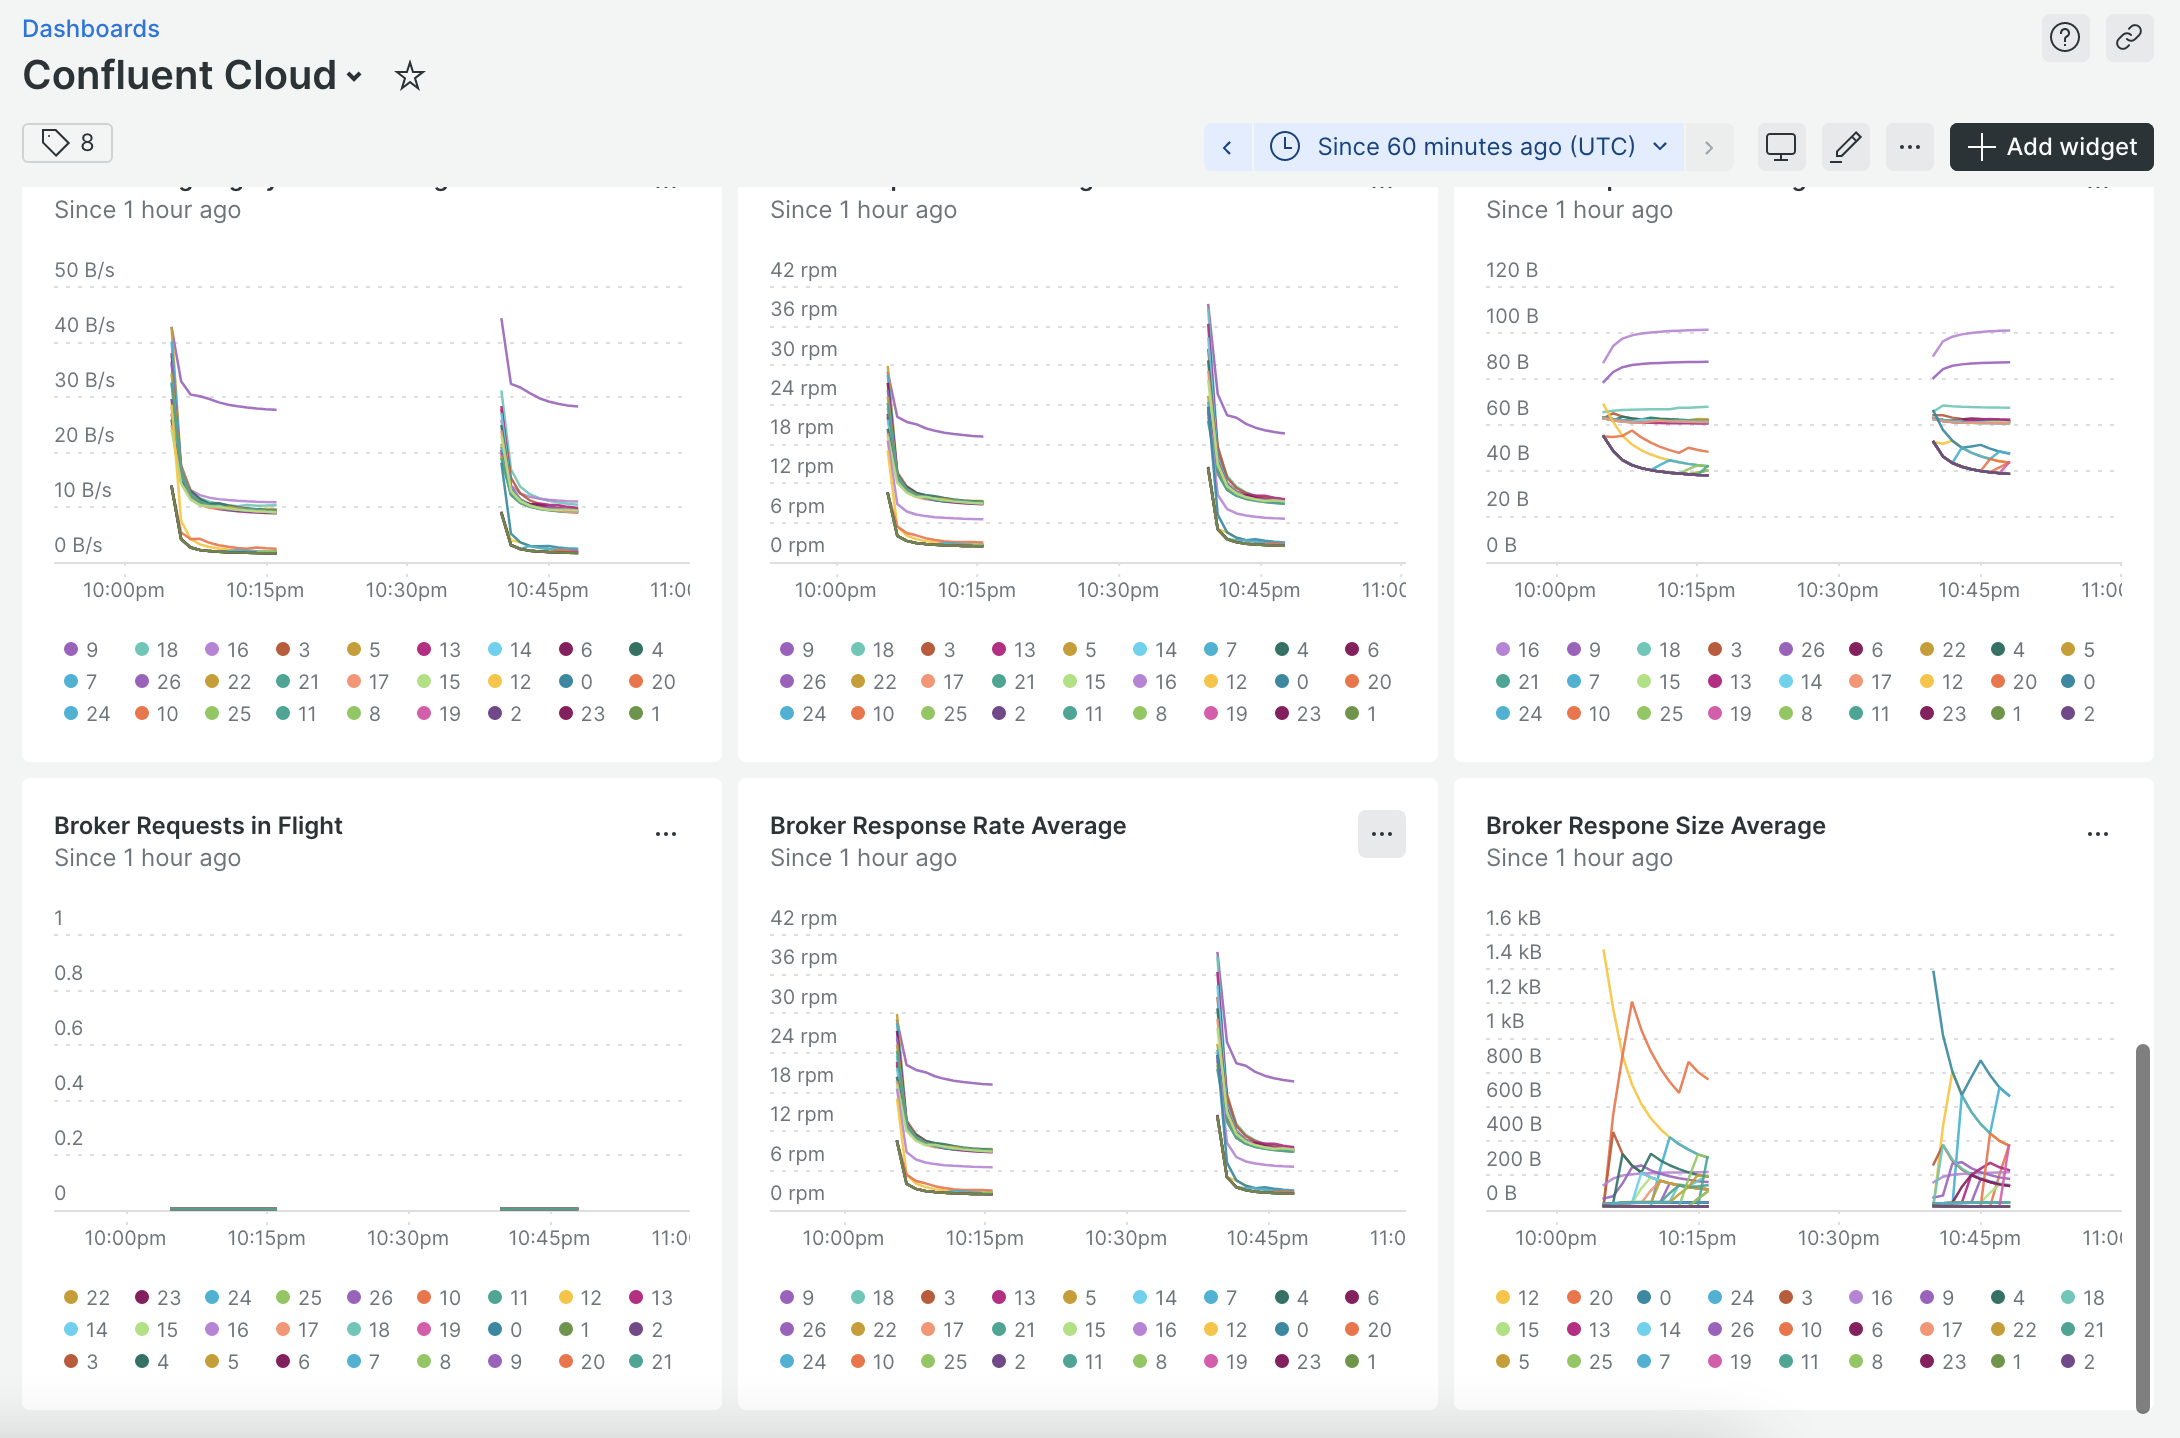 Dashboards
Confluent Cloud
8
Since 60 minutes ago (UTC)
Add widget
Since 1 hour ago
50 B/s
40 B/s
30 B/s
20 B/s
10 B/s
0 B/s
10:00pm 10:15pm 10:30pm 10:45pm
9 18 16 3 5 13 14 6 4
7 26 22 21 17 15 12 0 20
24 10 25 11 8 19 2 23 1
Since 1 hour ago
42 rpm
36 rpm
30 rpm
24 rpm
18 rpm
12 rpm
6 rpm
0 rpm
10:00pm 10:15pm 10:30pm 10:45pm
9 18 3 13 5 14 7 4 6
26 22 17 21 15 16 12 0 20
24 10 25 2 11 8 19 23 1
Since 1 hour ago
120 B
100 B
80 B
60 B
40 B
20 B
0 B
10:00pm 10:15pm 10:30pm 10:45pm
16 9 18 3 26 6 22 4 5
21 7 15 13 14 17 12 20 0
24 10 25 19 8 11 23 1 2
Broker Requests in Flight
Since 1 hour ago
1
0.8
0.6
0.4
0.2
0
10:00pm 10:15pm 10:30pm 10:45pm
22 23 24 25 26 10 11 12 13
14 15 16 17 18 19 0 1 2
3 4 5 6 7 8 9 20 21
Broker Response Rate Average
Since 1 hour ago
42 rpm
36 rpm
30 rpm
24 rpm
18 rpm
12 rpm
6 rpm
0 rpm
10:00pm 10:15pm 10:30pm 10:45pm 11:0
9 18 3 13 5 14 7 4 6
26 22 17 21 15 16 12 0 20
24 10 25 2 11 8 19 23 1
Broker Respone Size Average
Since 1 hour ago
1.6 kB
1.4 kB
1.2 kB
1 kB
800 B
600 B
400 B
200 B
0 B
10:00pm 10:15pm 10:30pm 10:45pm
12 20 0 24 3 16 9 4 18
15 13 14 26 10 6 17 22 21
5 25 7 19 11 8 23 1 2